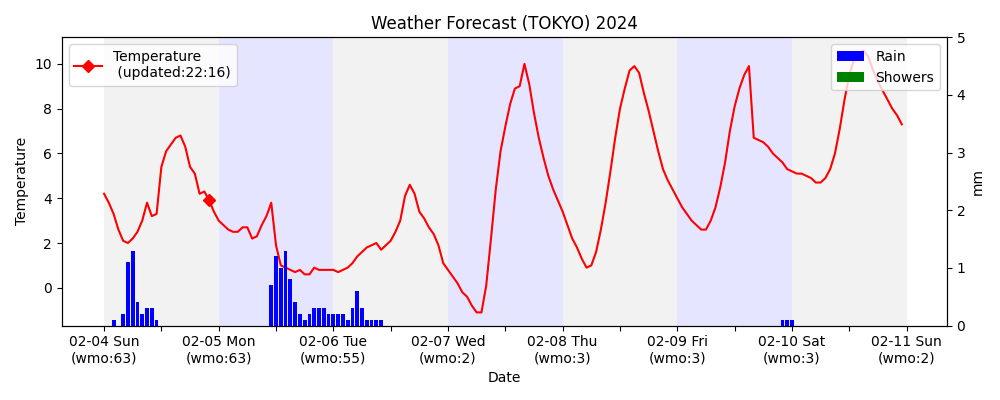 Weather Forecast (TOKYO) 2024
Temperature
(updated:22:16)
Rain
Showers
10
8
6
4
2
0
Temperature
5
4
3
2
1
0
mm
02-04 Sun
(wmo:63)
02-05 Mon
(wmo:63)
02-06 Tue
(wmo:55)
02-07 Wed
(wmo:2)
02-08 Thu
(wmo:3)
02-09 Fri
(wmo:3)
02-10 Sat
(wmo:3)
02-11 Sun
(wmo:2)
Date